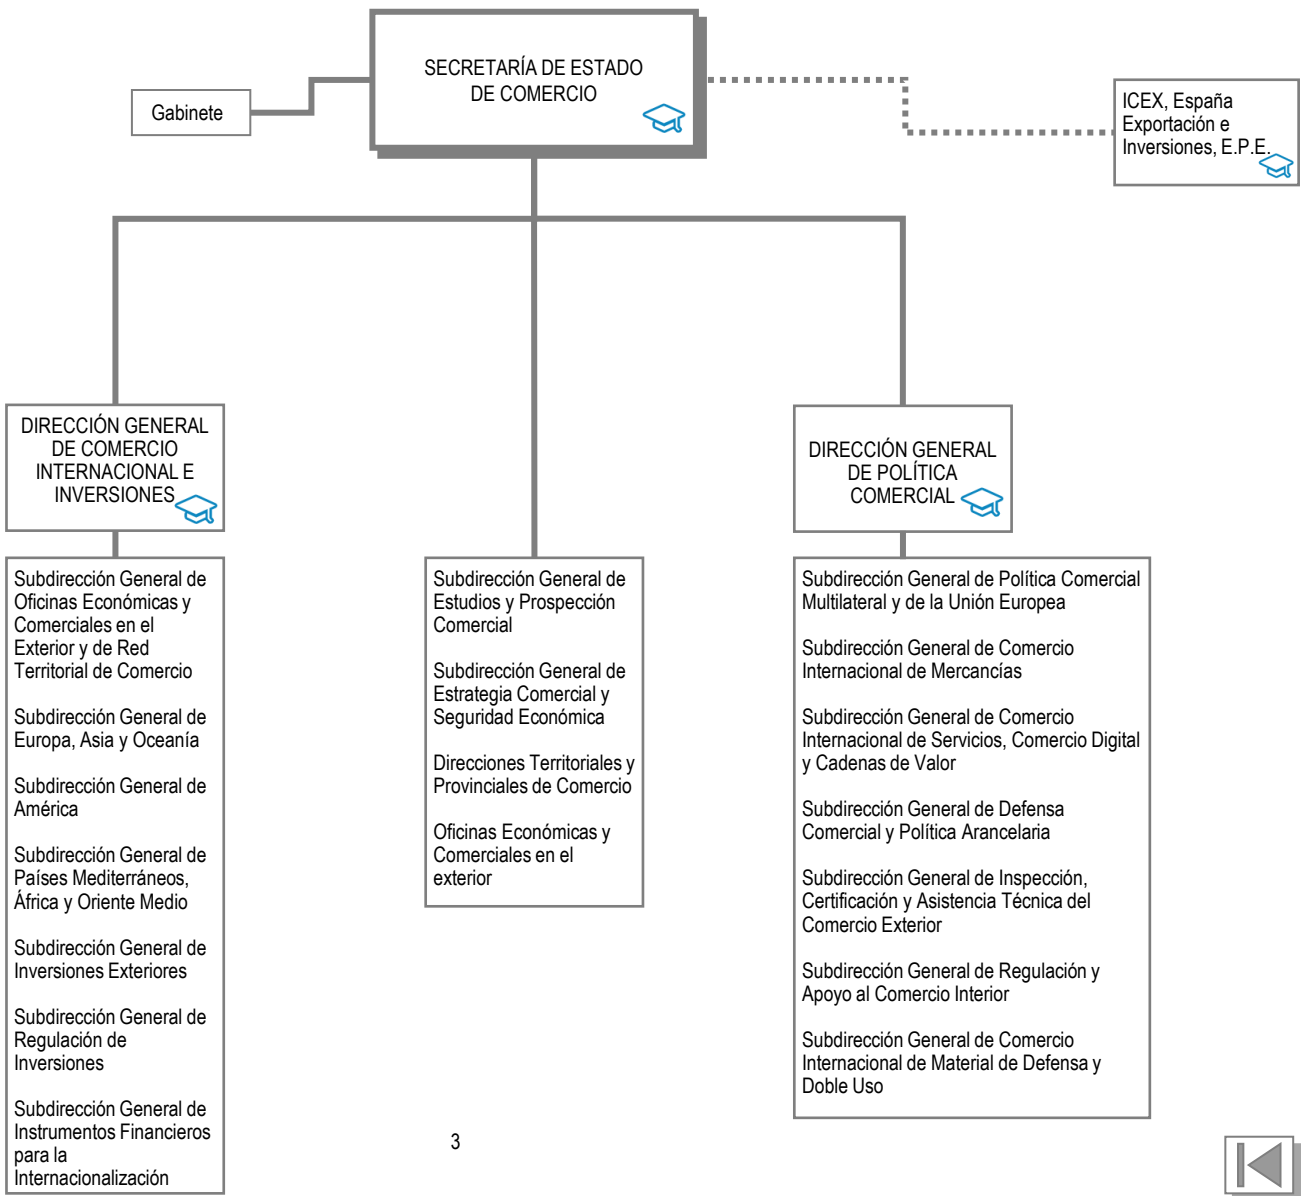 SECRETARÍA DE ESTADO
DE COMERCIO
Gabinete
ICEX, España
Exportación e
Inversiones, E.P.E.
DIRECCIÓN GENERAL
DE COMERCIO
INTERNACIONAL E
INVERSIONES
DIRECCIÓN GENERAL
DE POLÍTICA
COMERCIAL
Subdirección General de
Oficinas Económicas y
Comerciales en el
Exterior y de Red
Territorial de Comercio
Subdirección General de
Europa, Asia y Oceanía
Subdirección General de
América
Subdirección General de
Países Mediterráneos,
África y Oriente Medio
Subdirección General de
Inversiones Exteriores
Subdirección General de
Regulación de
Inversiones
Subdirección General de
Instrumentos Financieros
para la
Internacionalización
Subdirección General de
Estudios y Prospección
Comercial
Subdirección General de
Estrategia Comercial y
Seguridad Económica
Direcciones Territoriales y
Provinciales de Comercio
Oficinas Económicas y
Comerciales en el
exterior
Subdirección General de Política Comercial
Multilateral y de la Unión Europea
Subdirección General de Comercio
Internacional de Mercancías
Subdirección General de Comercio
Internacional de Servicios, Comercio Digital
y Cadenas de Valor
Subdirección General de Defensa
Comercial y Política Arancelaria
Subdirección General de Inspección,
Certificación y Asistencia Técnica del
Comercio Exterior
Subdirección General de Regulación y
Apoyo al Comercio Interior
Subdirección General de Comercio
Internacional de Material de Defensa y
Doble Uso
3